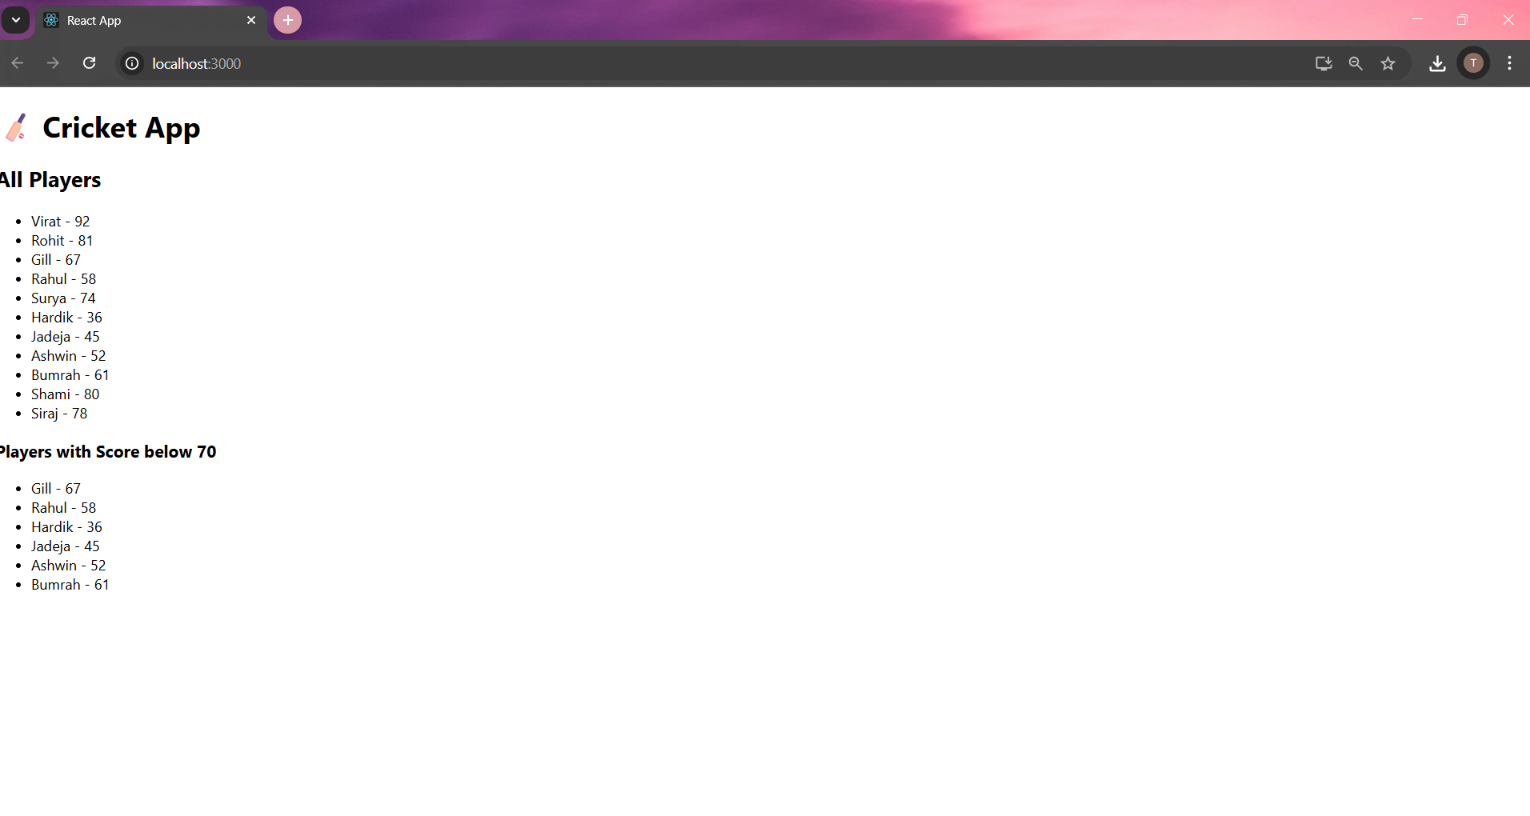 React App
localhost:3000
T
🏏 Cricket App
All Players
• Virat - 92
• Rohit - 81
• Gill - 67
• Rahul - 58
• Surya - 74
• Hardik - 36
• Jadeja - 45
• Ashwin - 52
• Bumrah - 61
• Shami - 80
• Siraj - 78
Players with Score below 70
• Gill - 67
• Rahul - 58
• Hardik - 36
• Jadeja - 45
• Ashwin - 52
• Bumrah - 61